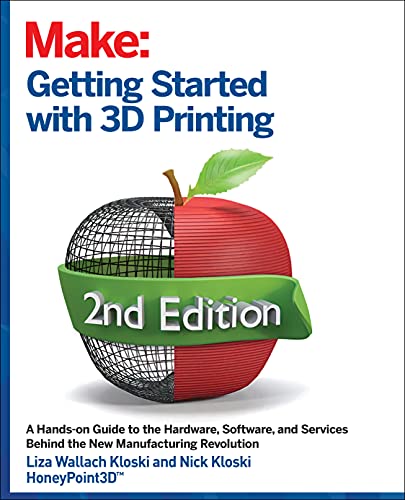 Make:
Getting Started
with 3D Printing
2nd Edition
A Hands-on Guide to the Hardware, Software, and Services
Behind the New Manufacturing Revolution
Liza Wallach Kloski and Nick Kloski
HoneyPoint3D™